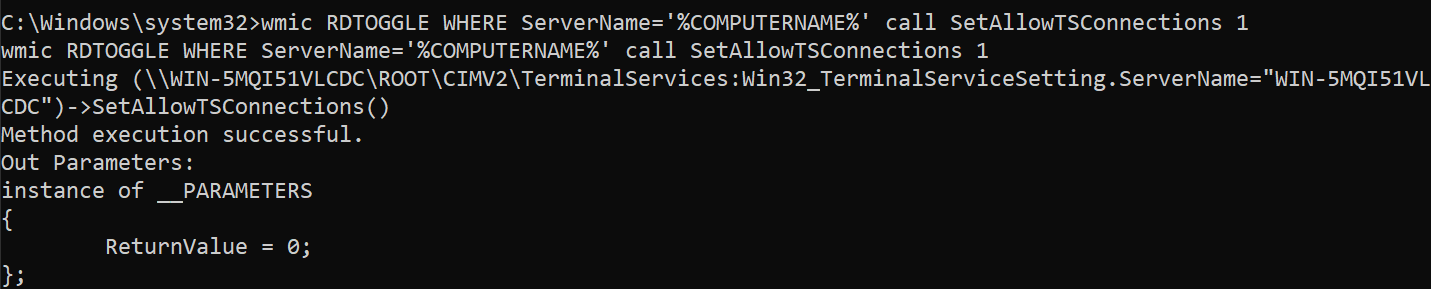 C:\Windows\system32>wmic RDTOGGLE WHERE ServerName='%COMPUTERNAME%' call SetAllowTSConnections 1
wmic RDTOGGLE WHERE ServerName='%COMPUTERNAME%' call SetAllowTSConnections 1
Executing (\\WIN-5MQI51VLCDC\ROOT\CIMV2\TerminalServices:Win32_TerminalServiceSetting.ServerName="WIN-5MQI51VL
CDC")->SetAllowTSConnections()
Method execution successful.
Out Parameters:
instance of __PARAMETERS
{
        ReturnValue = 0;
};